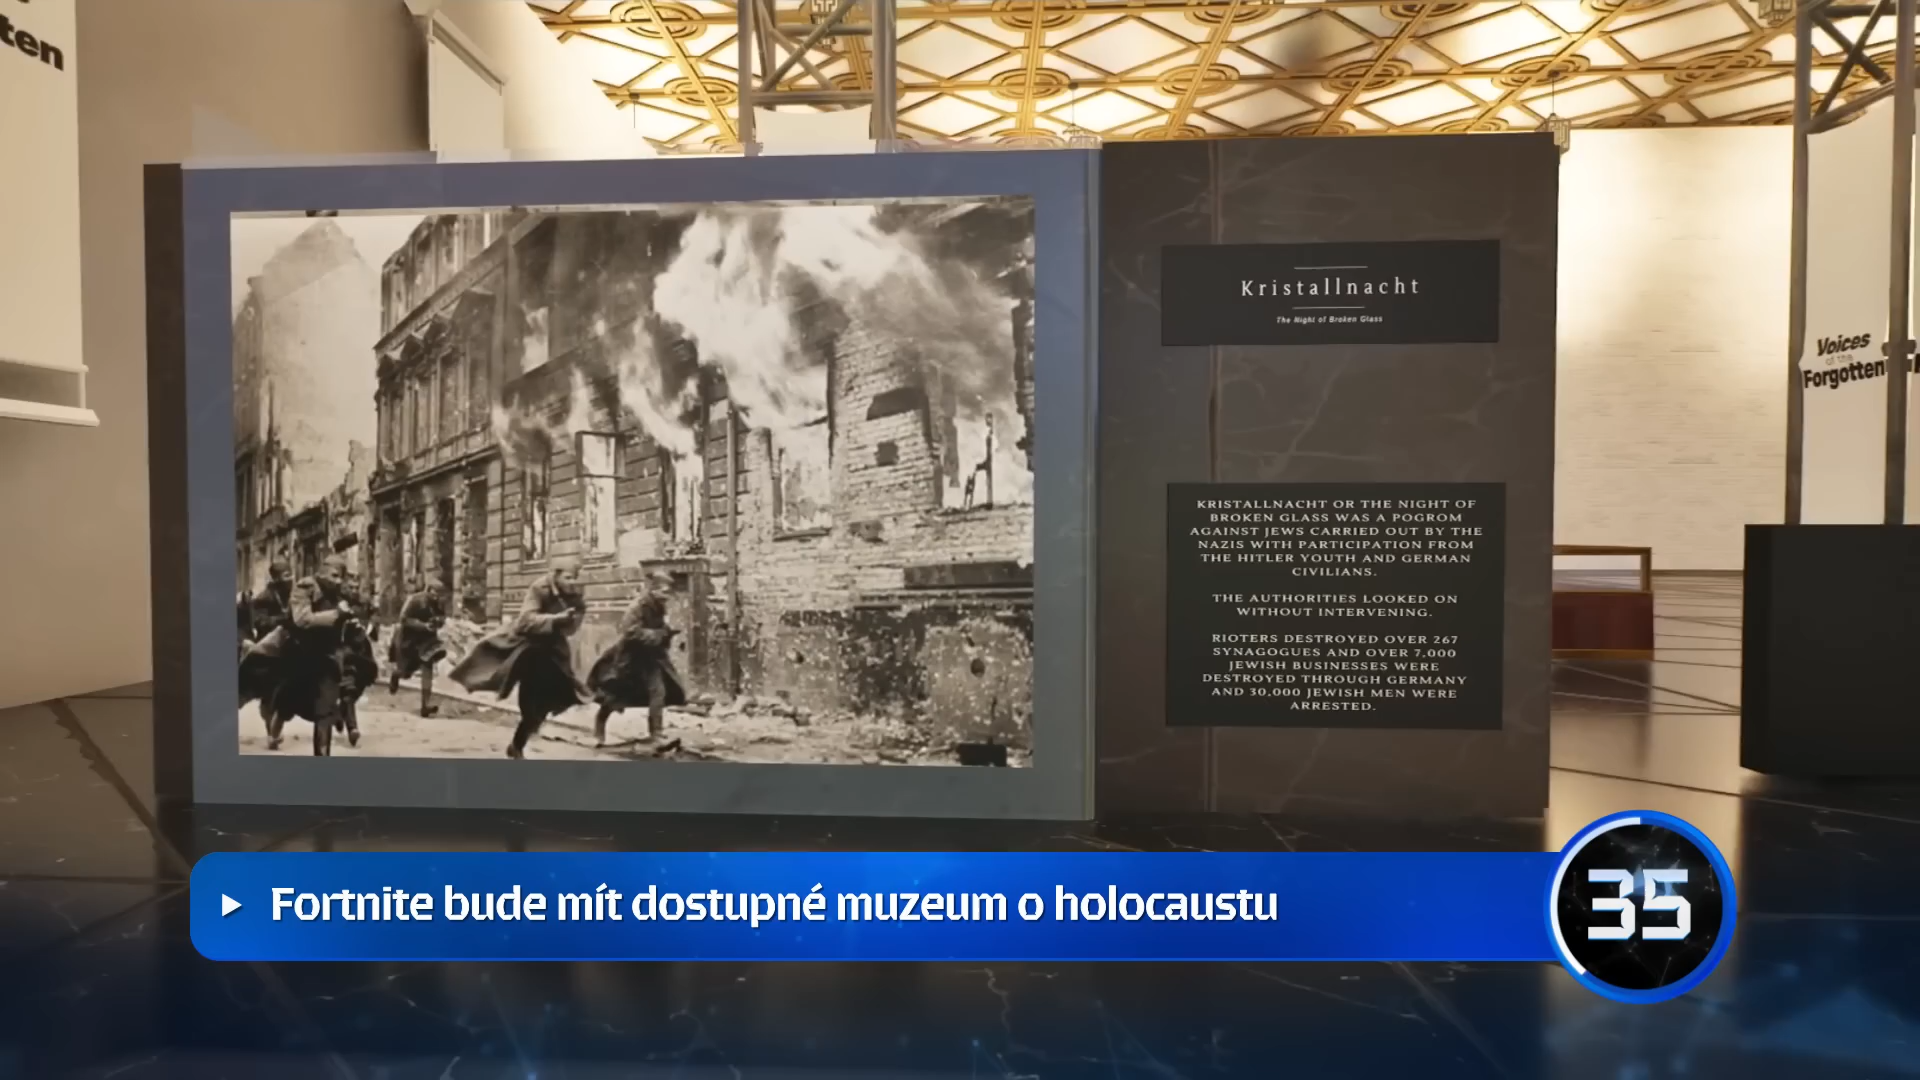 ten
Kristallnacht
The Night of Broken Glass
KRISTALLNACHT OR THE NIGHT OF
BROKEN GLASS WAS A POGROM
AGAINST JEWS CARRIED OUT BY THE
NAZIS WITH PARTICIPATION FROM
THE HITLER YOUTH AND GERMAN
CIVILIANS.
THE AUTHORITIES LOOKED ON
WITHOUT INTERVENING.
RIOTERS DESTROYED OVER 267
SYNAGOGUES AND OVER 7,000
JEWISH BUSINESSES WERE
DESTROYED THROUGH GERMANY
AND 30,000 JEWISH MEN WERE
ARRESTED.
Voices
of the
Forgotten
Fortnite bude mít dostupné muzeum o holocaustu
35